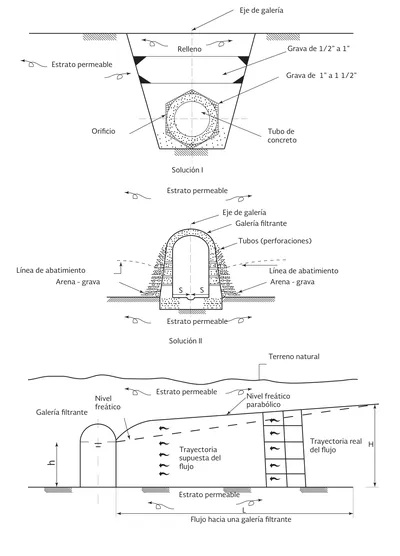 Eje de galería
Relleno
Grava de 1/2" a 1"
Estrato permeable
Grava de 1" a 1 1/2"
Orificio
Tubo de
concreto
Solución I
Estrato permeable
Eje de galería
Galería filtrante
Tubos (perforaciones)
Línea de abatimiento
Línea de abatimiento
Arena - grava
Arena - grava
S S
Estrato permeable
Solución II
Terreno natural
Estrato permeable
Nivel
freático
Nivel freático
parabólico
Galería filtrante
Trayectoria
supuesta del
flujo
Trayectoria real
del flujo
H
h
Estrato permeable
L
Flujo hacia una galería filtrante